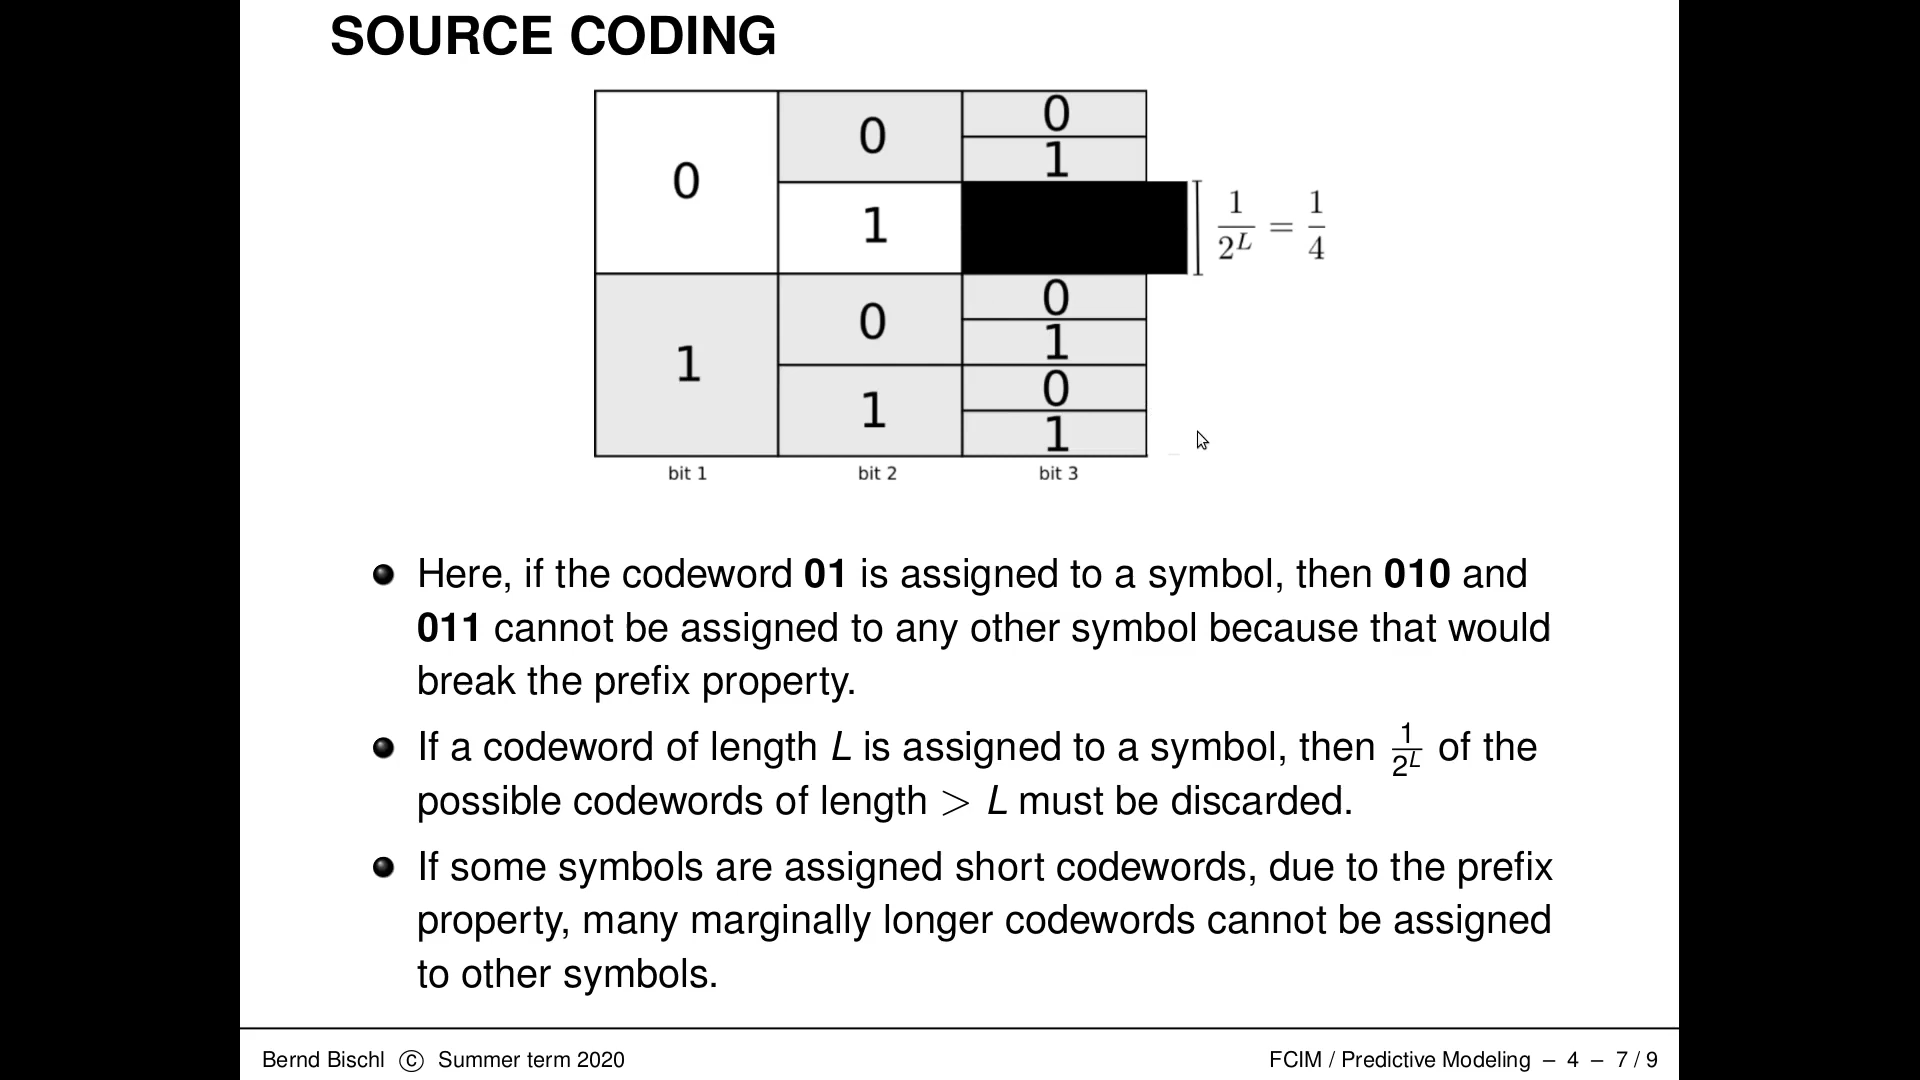 SOURCE CODING
0
0
0
1
1
1/2^L = 1/4
1
0
0
1
1
0
1
bit 1 bit 2 bit 3
Here, if the codeword 01 is assigned to a symbol, then 010 and
011 cannot be assigned to any other symbol because that would
break the prefix property.
If a codeword of length L is assigned to a symbol, then 1/2^L of the
possible codewords of length > L must be discarded.
If some symbols are assigned short codewords, due to the prefix
property, many marginally longer codewords cannot be assigned
to other symbols.
Bernd Bischl © Summer term 2020 FCIM / Predictive Modeling – 4 – 7 / 9